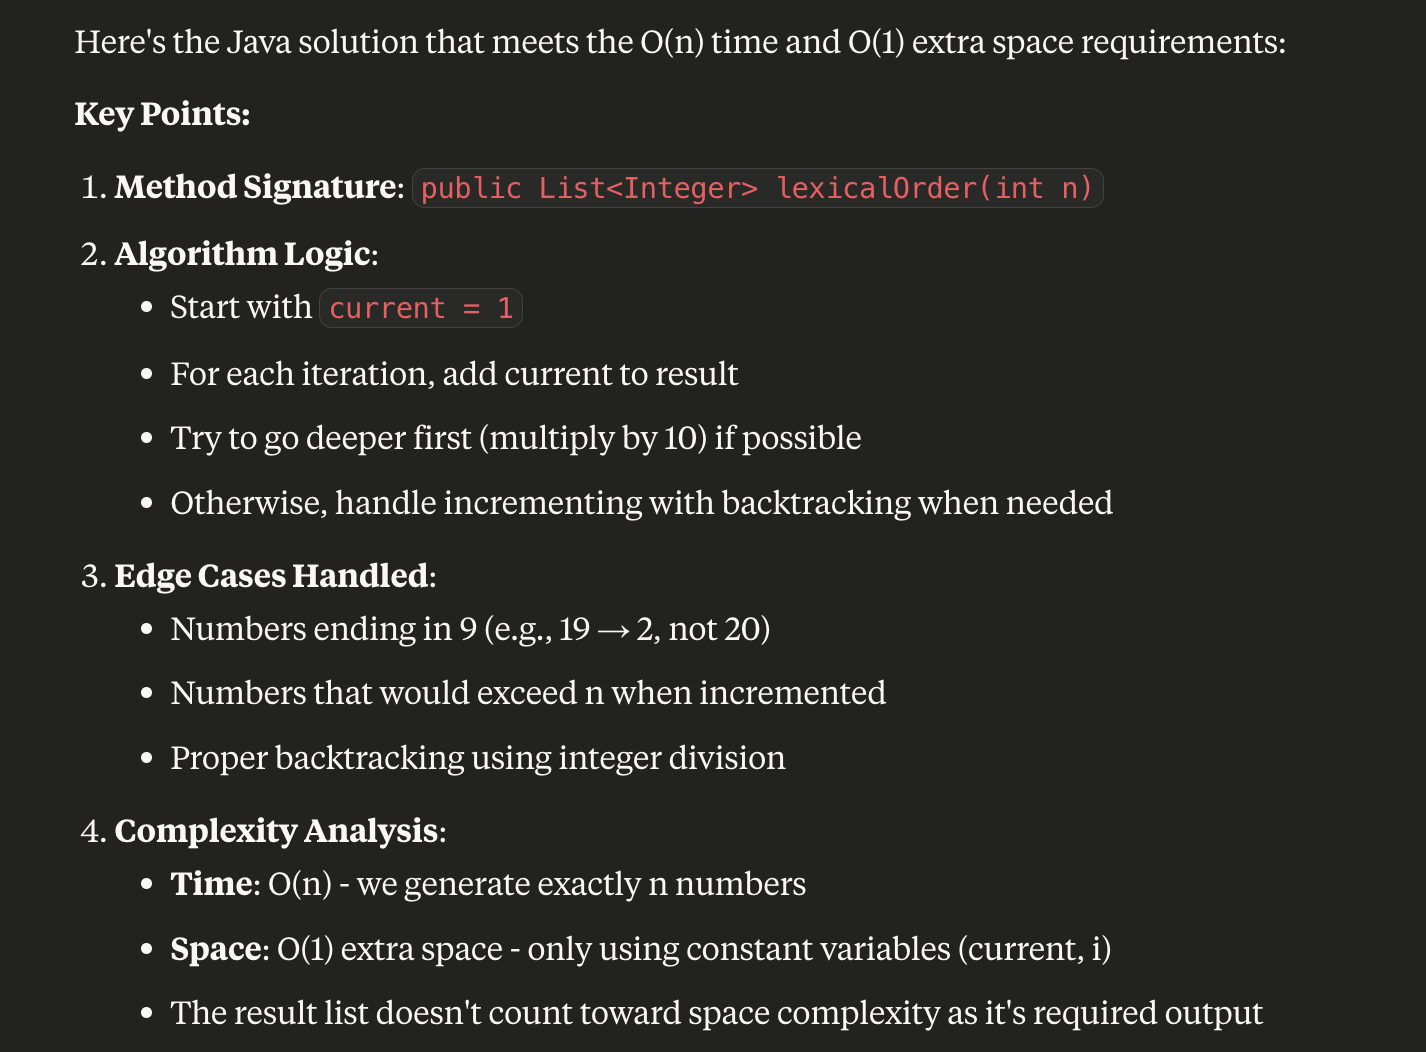 Here's the Java solution that meets the O(n) time and O(1) extra space requirements:
Key Points:
1. Method Signature: public List<Integer> lexicalOrder(int n)
2. Algorithm Logic:
• Start with current = 1
• For each iteration, add current to result
• Try to go deeper first (multiply by 10) if possible
• Otherwise, handle incrementing with backtracking when needed
3. Edge Cases Handled:
• Numbers ending in 9 (e.g., 19 → 2, not 20)
• Numbers that would exceed n when incremented
• Proper backtracking using integer division
4. Complexity Analysis:
• Time: O(n) - we generate exactly n numbers
• Space: O(1) extra space - only using constant variables (current, i)
• The result list doesn't count toward space complexity as it's required output